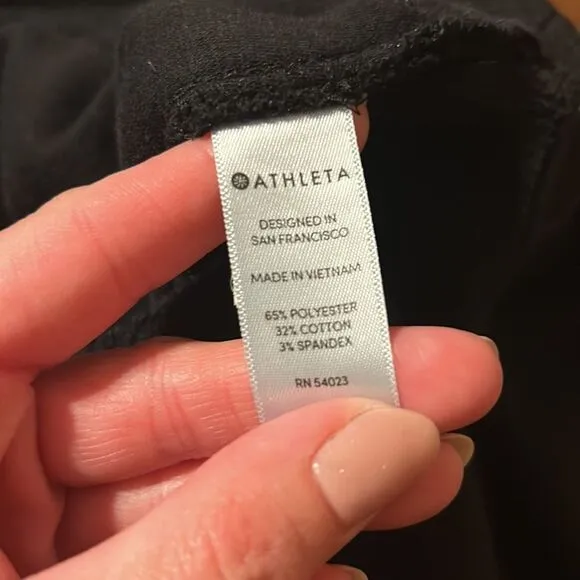 ATHLETA
DESIGNED IN
SAN FRANCISCO
MADE IN VIETNAM
65% POLYESTER
32% COTTON
3% SPANDEX
RN 54023